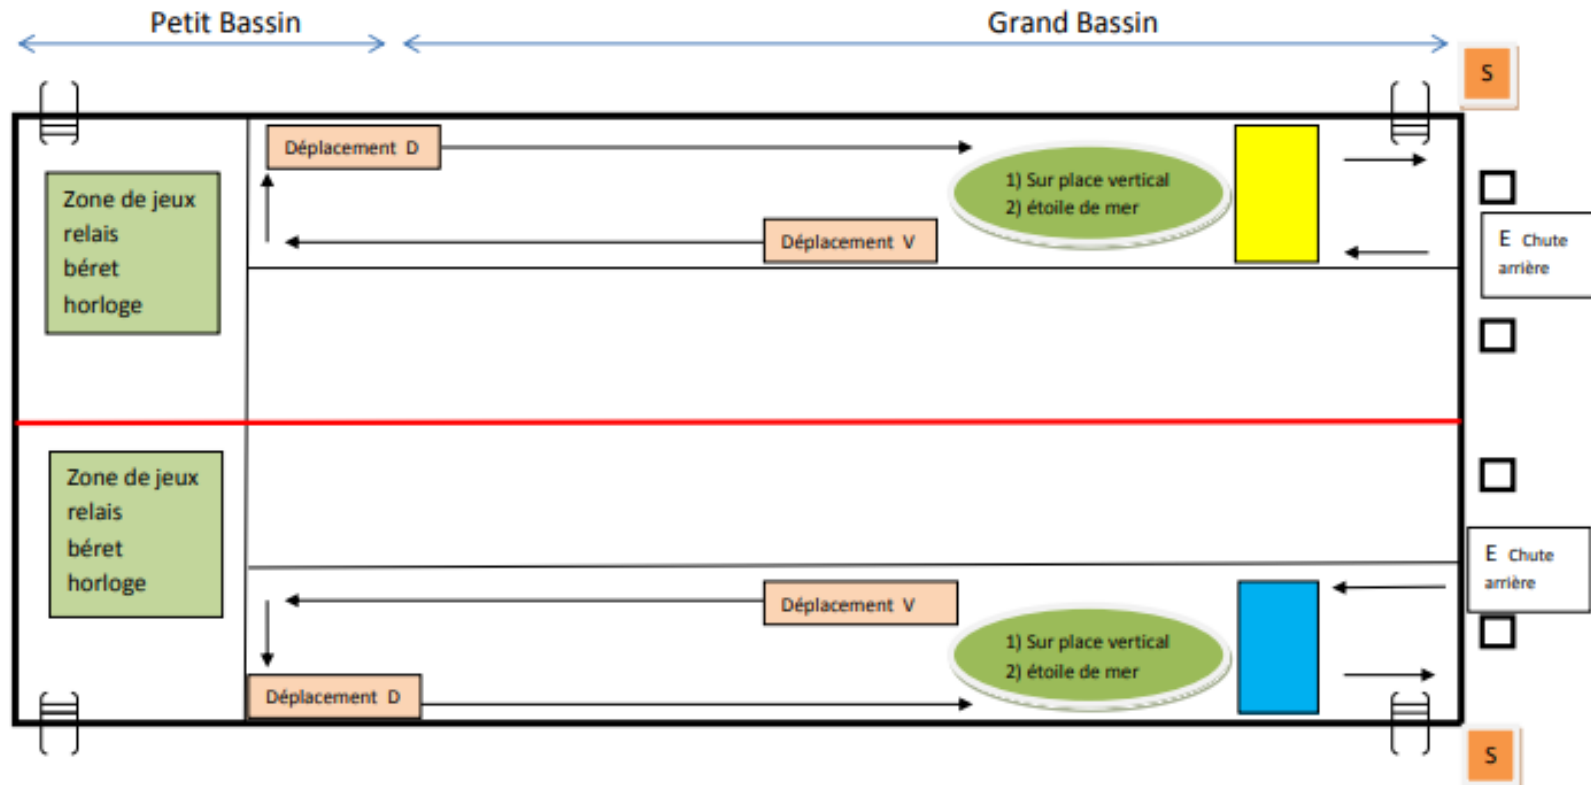 Petit Bassin
Grand Bassin
S
Déplacement D
Zone de jeux
relais
béret
horloge
1) Sur place vertical
2) étoile de mer
Déplacement V
E Chute
arrière
Zone de jeux
relais
béret
horloge
E Chute
arrière
Déplacement V
1) Sur place vertical
2) étoile de mer
Déplacement D
S